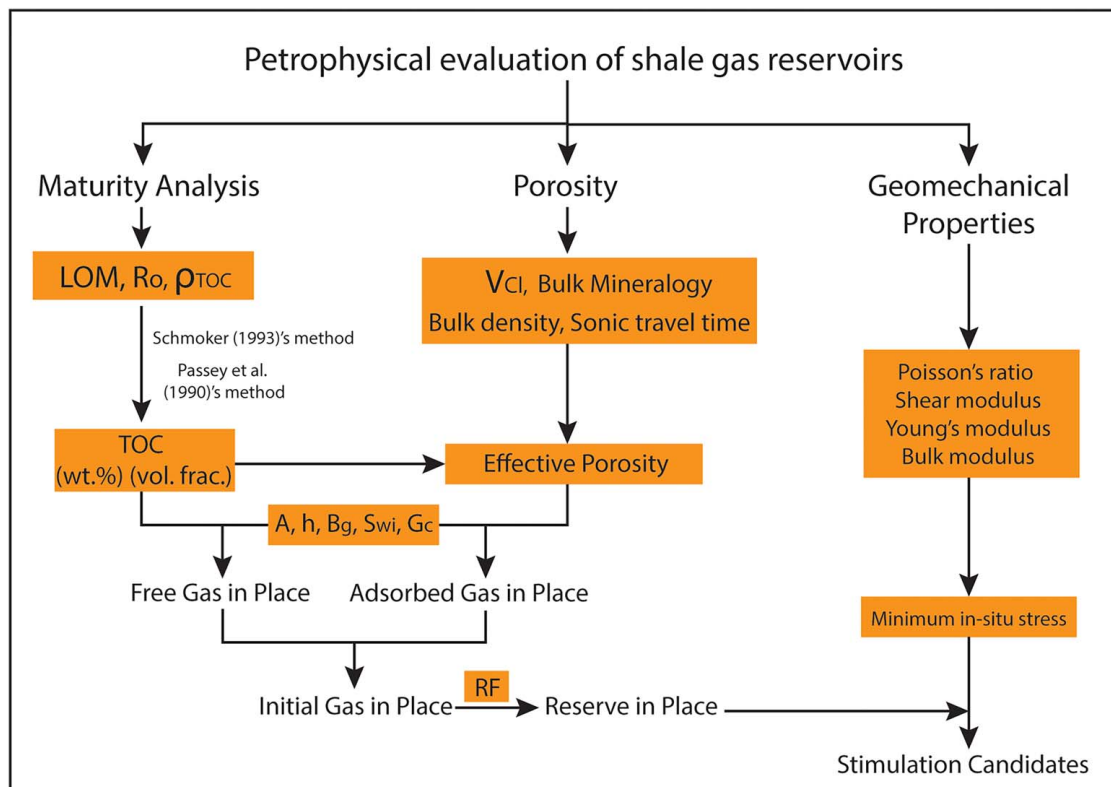 Petrophysical evaluation of shale gas reservoirs
Maturity Analysis
Porosity
Geomechanical
Properties
LOM, Ro, ρTOC
VCl, Bulk Mineralogy
Bulk density, Sonic travel time
Schmoker (1993)'s method
Passey et al.
(1990)'s method
Poisson's ratio
Shear modulus
Young's modulus
Bulk modulus
TOC
(wt.%) (vol. frac.)
Effective Porosity
A, h, Bg, Swi, Gc
Free Gas in Place
Adsorbed Gas in Place
Minimum in-situ stress
RF
Initial Gas in Place
Reserve in Place
Stimulation Candidates